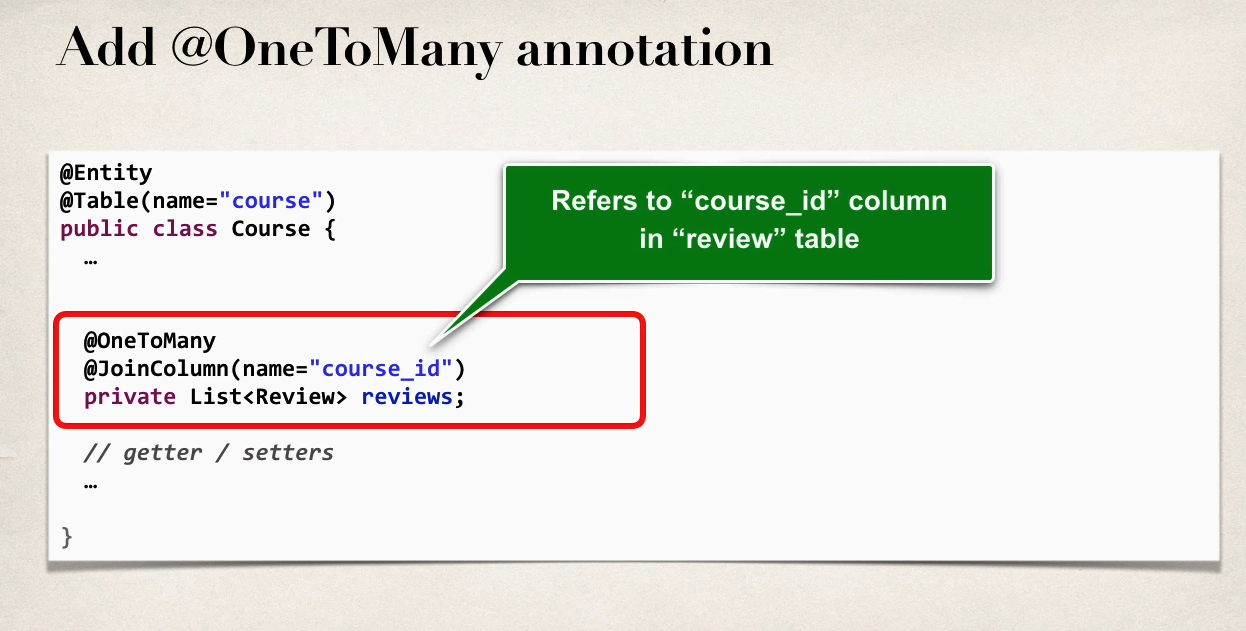 Add @OneToMany annotation
@Entity
@Table(name="course")
public class Course {
…
Refers to “course_id” column
in “review” table
@OneToMany
@JoinColumn(name="course_id")
private List<Review> reviews;
// getter / setters
…
}